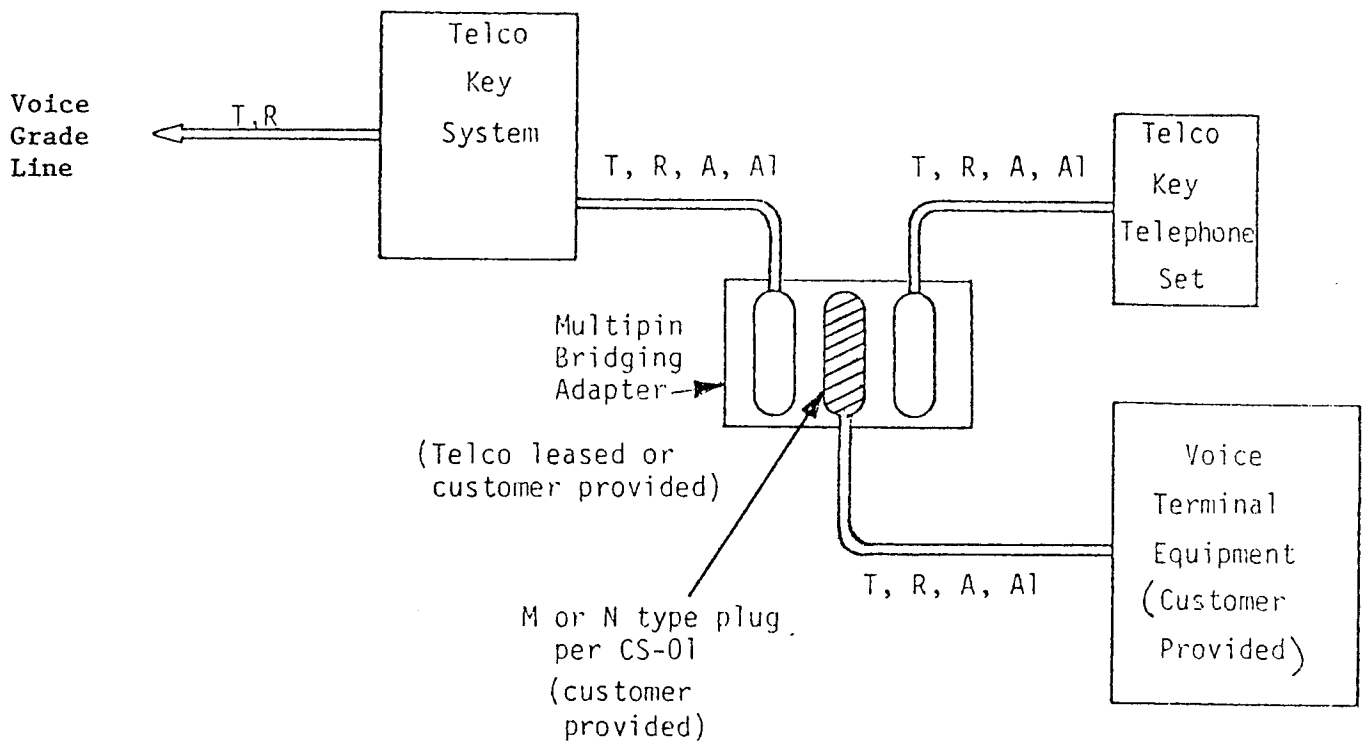 Telco
Key
System
Voice
Grade
Line
T,R
T, R, A, A1
T, R, A, A1
Telco
Key
Telephone
Set
Multipin
Bridging
Adapter
(Telco leased or
customer provided)
M or N type plug
per CS-01
(customer
provided)
T, R, A, A1
Voice
Terminal
Equipment
(Customer
Provided)